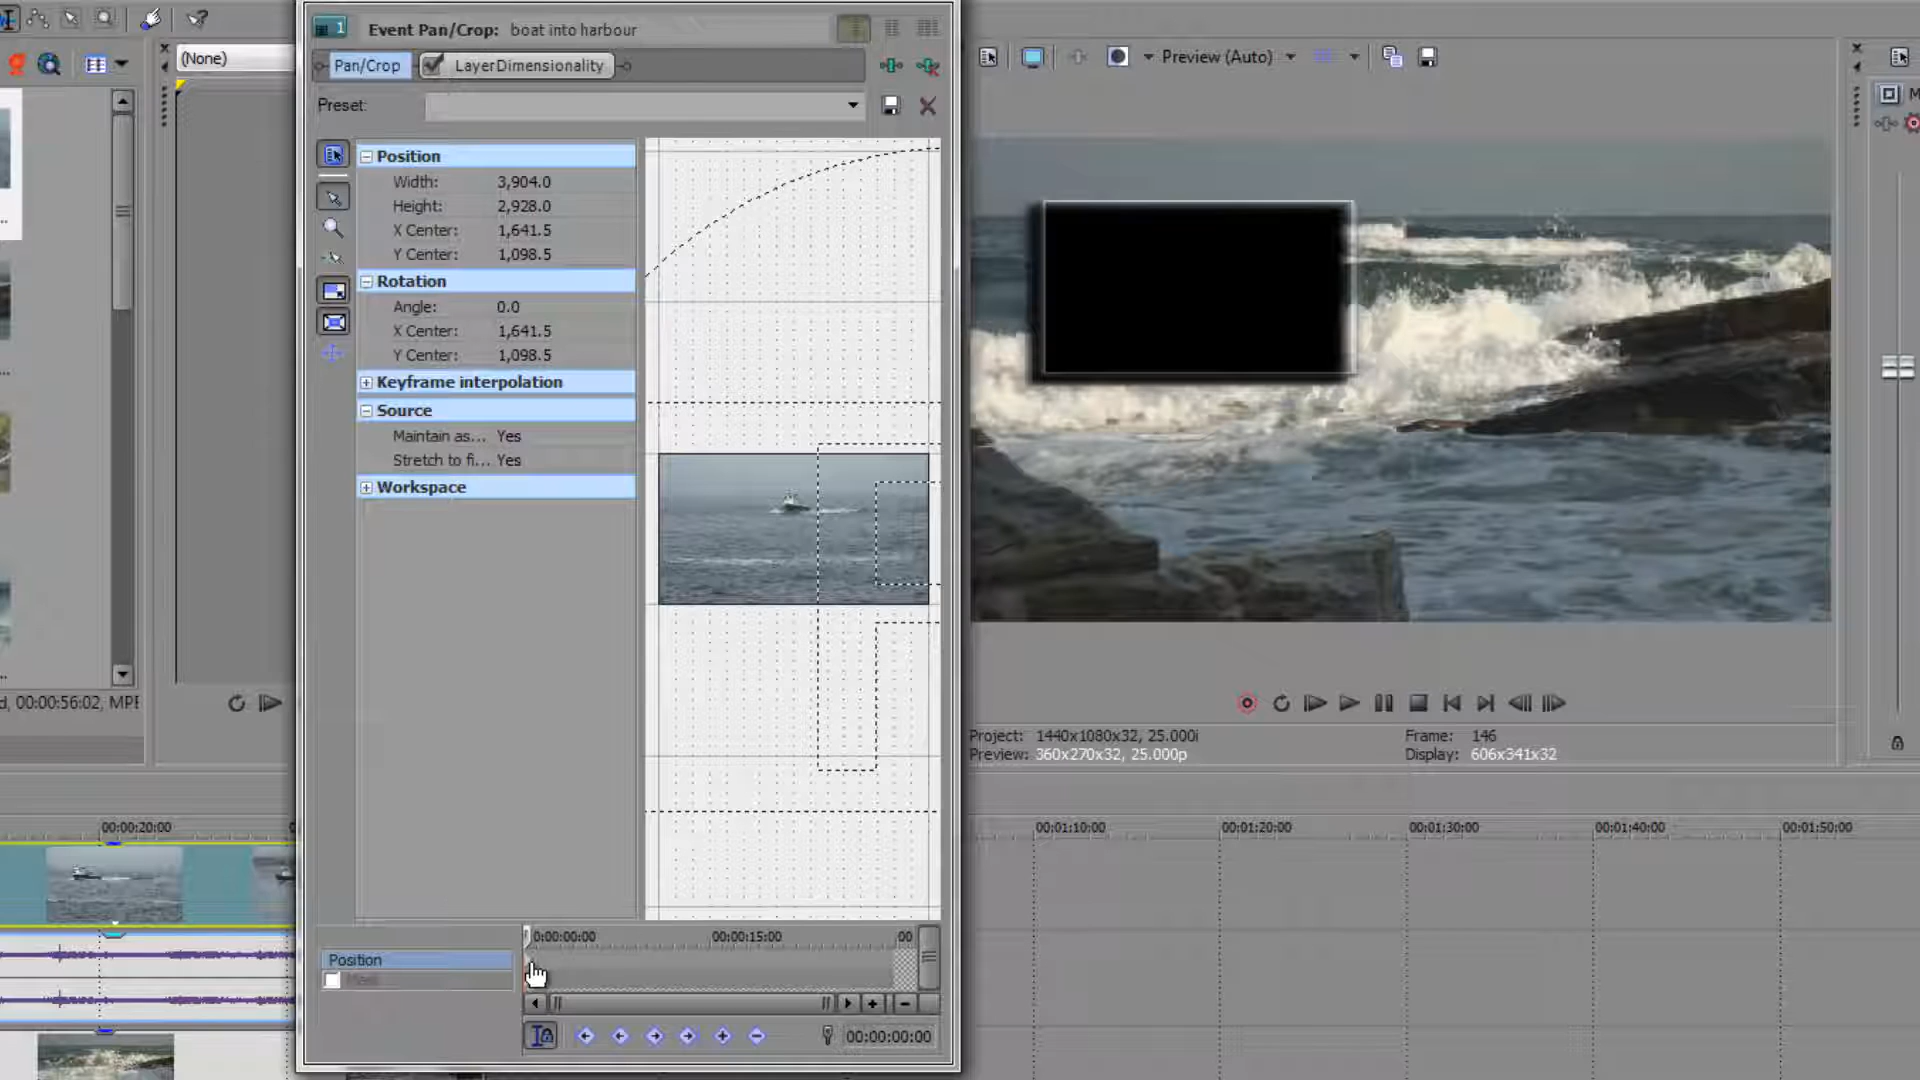 1
Event Pan/Crop: boat into harbour
Pan/Crop
LayerDimensionality
Preset:
(None)
Preview (Auto)
Position
Width: 3,904.0
Height: 2,928.0
X Center: 1,641.5
Y Center: 1,098.5
Rotation
Angle: 0.0
X Center: 1,641.5
Y Center: 1,098.5
Keyframe interpolation
Source
Maintain as... Yes
Stretch to fi... Yes
Workspace
d, 00:00:56:02, MPE
Project: 1440x1080x32, 25.000i
Preview: 360x270x32, 25.000p
Frame: 146
Display: 606x341x32
00:00:20:00
00:01:10:00
00:01:20:00
00:01:30:00
00:01:40:00
00:01:50:00
0:00:00:00
00:00:15:00
00
Position
00:00:00:00